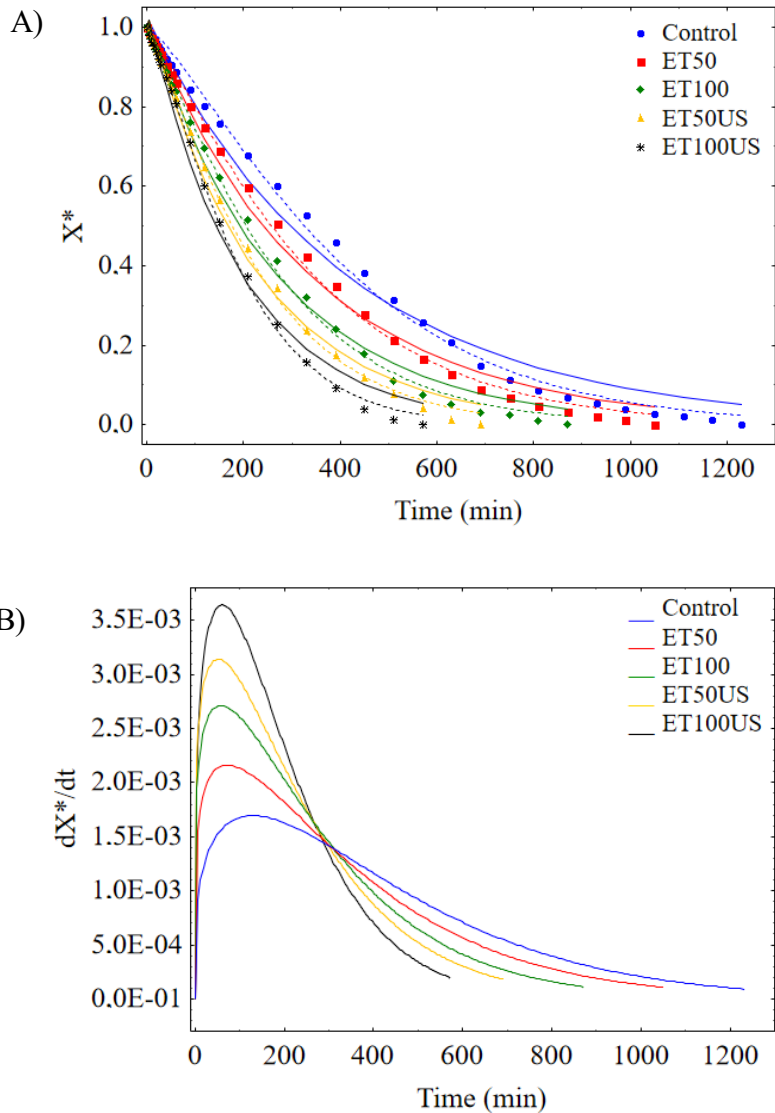 A)
1.0
0.8
0.6
0.4
0.2
0.0
X*
Control
ET50
ET100
ET50US
ET100US
0 200 400 600 800 1000 1200
Time (min)
B)
3.5E-03
3.0E-03
2.5E-03
2.0E-03
1.5E-03
1.0E-03
5.0E-04
0.0E-01
dX*/dt
Control
ET50
ET100
ET50US
ET100US
0 200 400 600 800 1000 1200
Time (min)